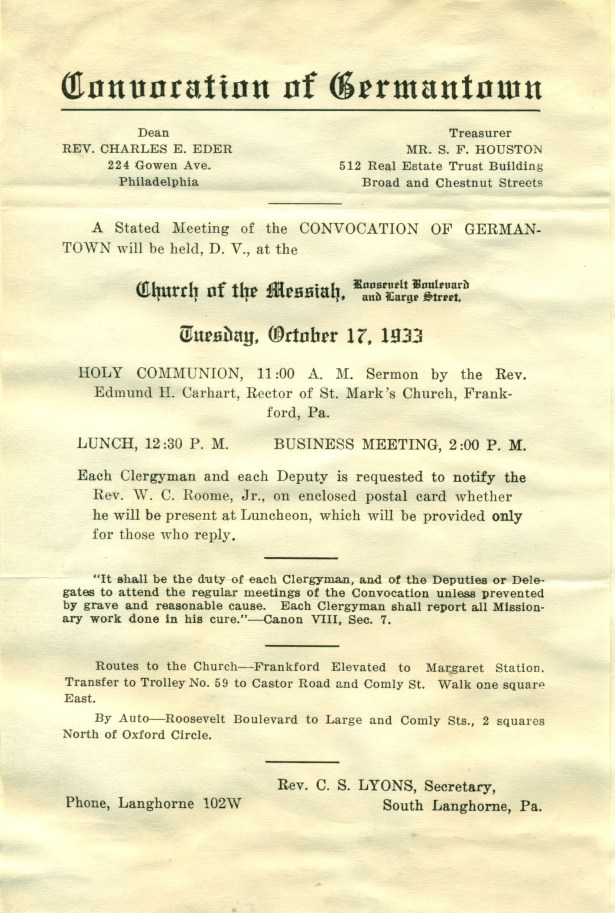 Convocation of Germantown
Dean
REV. CHARLES E. EDER
224 Gowen Ave.
Philadelphia
Treasurer
MR. S. F. HOUSTON
512 Real Estate Trust Building
Broad and Chestnut Streets
A Stated Meeting of the CONVOCATION OF GERMAN-
TOWN will be held, D. V., at the
Church of the Messiah, Roosevelt Boulevard
and Large Street,
Tuesday, October 17, 1933
HOLY COMMUNION, 11:00 A. M. Sermon by the Rev.
Edmund H. Carhart, Rector of St. Mark's Church, Frank-
ford, Pa.
LUNCH, 12:30 P. M. BUSINESS MEETING, 2:00 P. M.
Each Clergyman and each Deputy is requested to notify the
Rev. W. C. Roome, Jr., on enclosed postal card whether
he will be present at Luncheon, which will be provided only
for those who reply.
"It shall be the duty of each Clergyman, and of the Deputies or Dele-
gates to attend the regular meetings of the Convocation unless prevented
by grave and reasonable cause. Each Clergyman shall report all Mission-
ary work done in his cure."—Canon VIII, Sec. 7.
Routes to the Church—Frankford Elevated to Margaret Station.
Transfer to Trolley No. 59 to Castor Road and Comly St. Walk one square
East.
By Auto—Roosevelt Boulevard to Large and Comly Sts., 2 squares
North of Oxford Circle.
Rev. C. S. LYONS, Secretary,
Phone, Langhorne 102W South Langhorne, Pa.